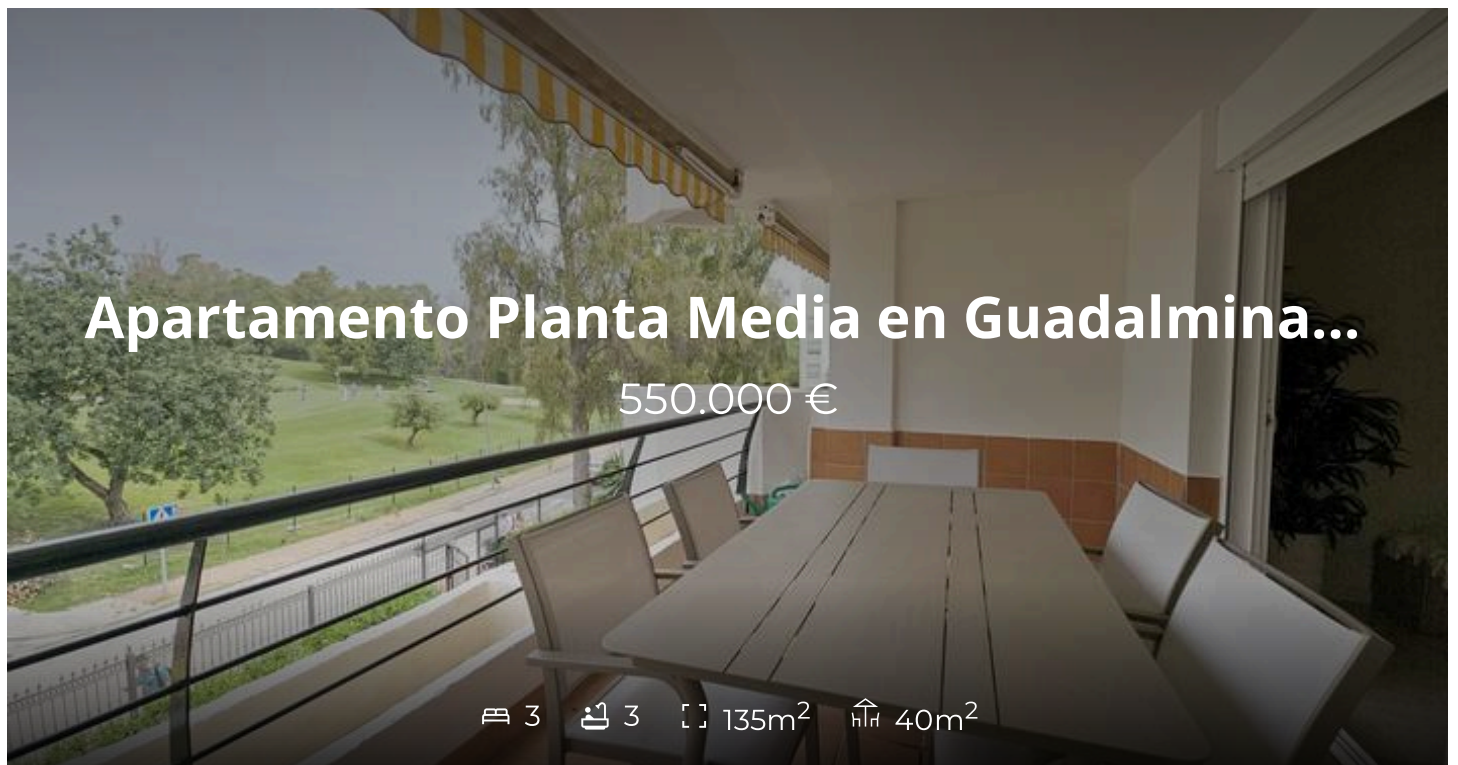 Apartamento Planta Media en Guadalmina...
550.000 €
3 3 135m² 40m²